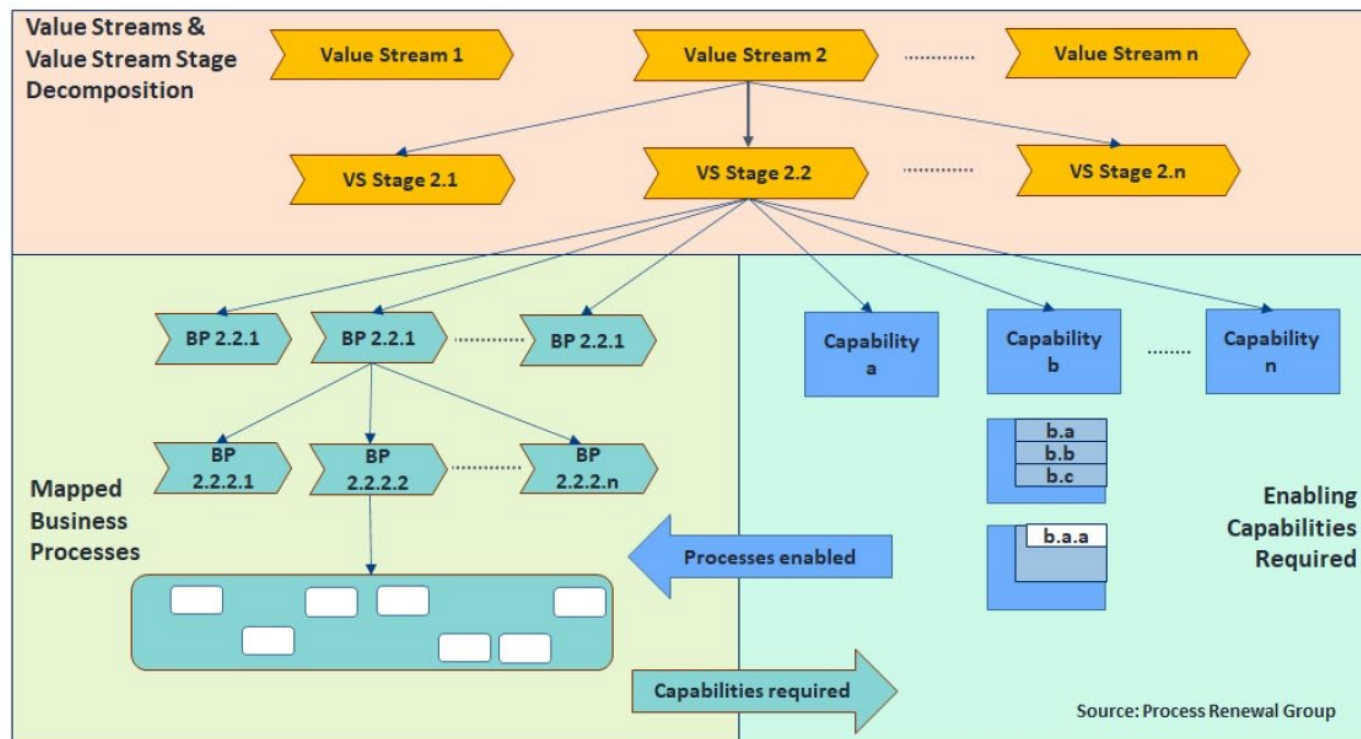 Value Streams &
Value Stream Stage
Decomposition
Value Stream 1
Value Stream 2
Value Stream n
VS Stage 2.1
VS Stage 2.2
VS Stage 2.n
BP 2.2.1
BP 2.2.1
BP 2.2.1
Capability
a
Capability
b
Capability
n
BP
2.2.2.1
BP
2.2.2.2
BP
2.2.2.n
b.a
b.b
b.c
Mapped
Business
Processes
Enabling
Capabilities
Required
b.a.a
Processes enabled
Capabilities required
Source: Process Renewal Group